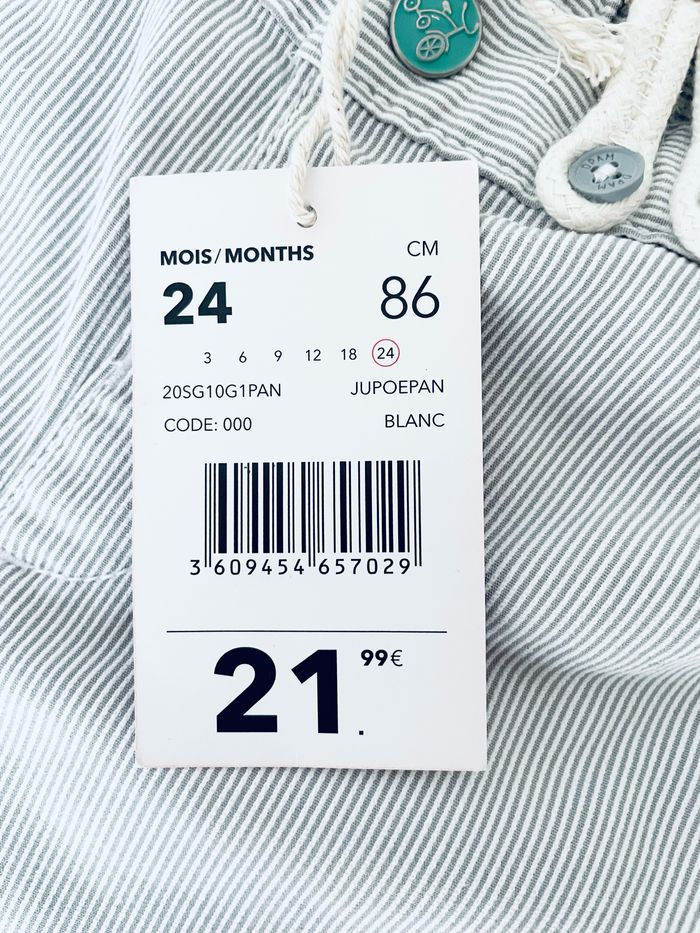 MOIS/MONTHS CM
24 86
3 6 9 12 18 24
20SG10G1PAN JUPOEPAN
CODE: 000 BLANC
3 609454 657029
21.99€